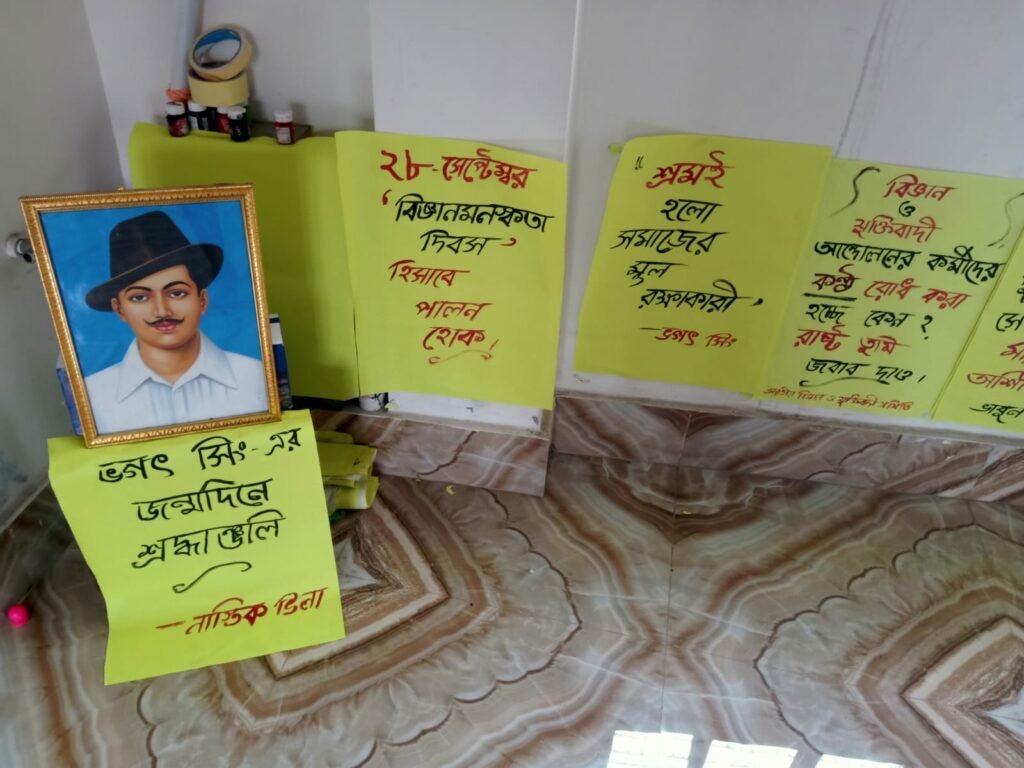 ভগৎ সিং-এর
জন্মদিনে
শ্রদ্ধাঞ্জলি
— নাস্তিক ভিনা
২৮-সেপ্টেম্বর
‘বিজ্ঞানমনস্কতা
দিবস’
হিসাবে
পালন
হোক।
"শ্রমই
হলো
সমাজের
মূল
রক্ষাকারী’
—ভগৎ সিং
বিজ্ঞান
ও
যুক্তিবাদী
আন্দোলনের কর্মীদের
কণ্ঠ রোধ করা
হচ্ছে কেন?
রাষ্ট্র তুমি
জবাব দাও।
বিজ্ঞান ও যুক্তিবাদী সমিতি